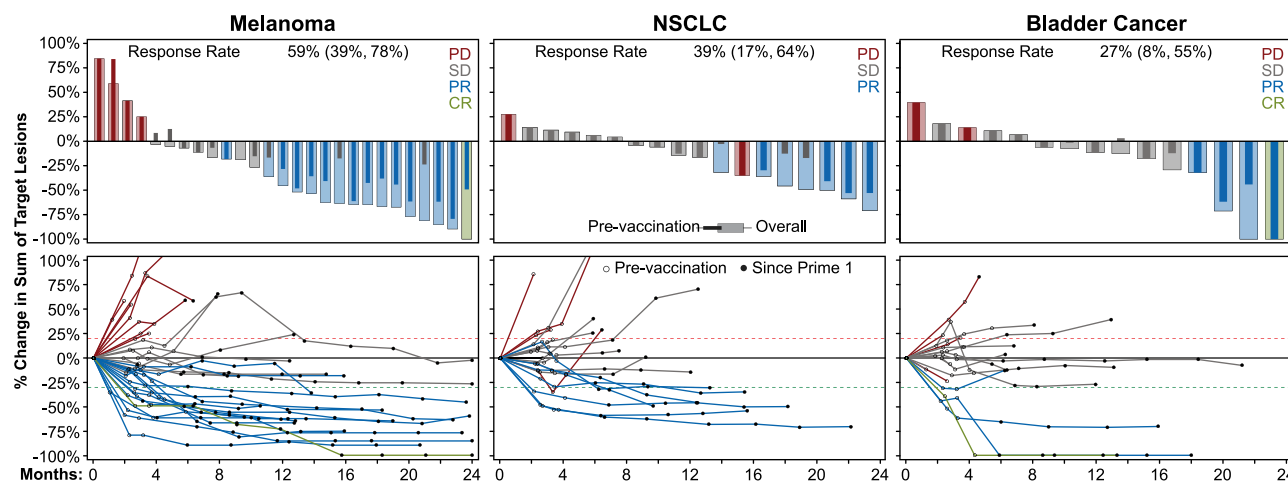 Melanoma
NSCLC
Bladder Cancer
% Change in Sum of Target Lesions
100%
75%
50%
25%
0%
-25%
-50%
-75%
-100%
Response Rate 59% (39%, 78%)
PD
SD
PR
CR
Response Rate 39% (17%, 64%)
PD
SD
PR
Pre-vaccination Overall
Response Rate 27% (8%, 55%)
PD
SD
PR
CR
100%
75%
50%
25%
0%
-25%
-50%
-75%
-100%
Pre-vaccination Since Prime 1
Months: 0 4 8 12 16 20 24
0 4 8 12 16 20 24
0 4 8 12 16 20 24